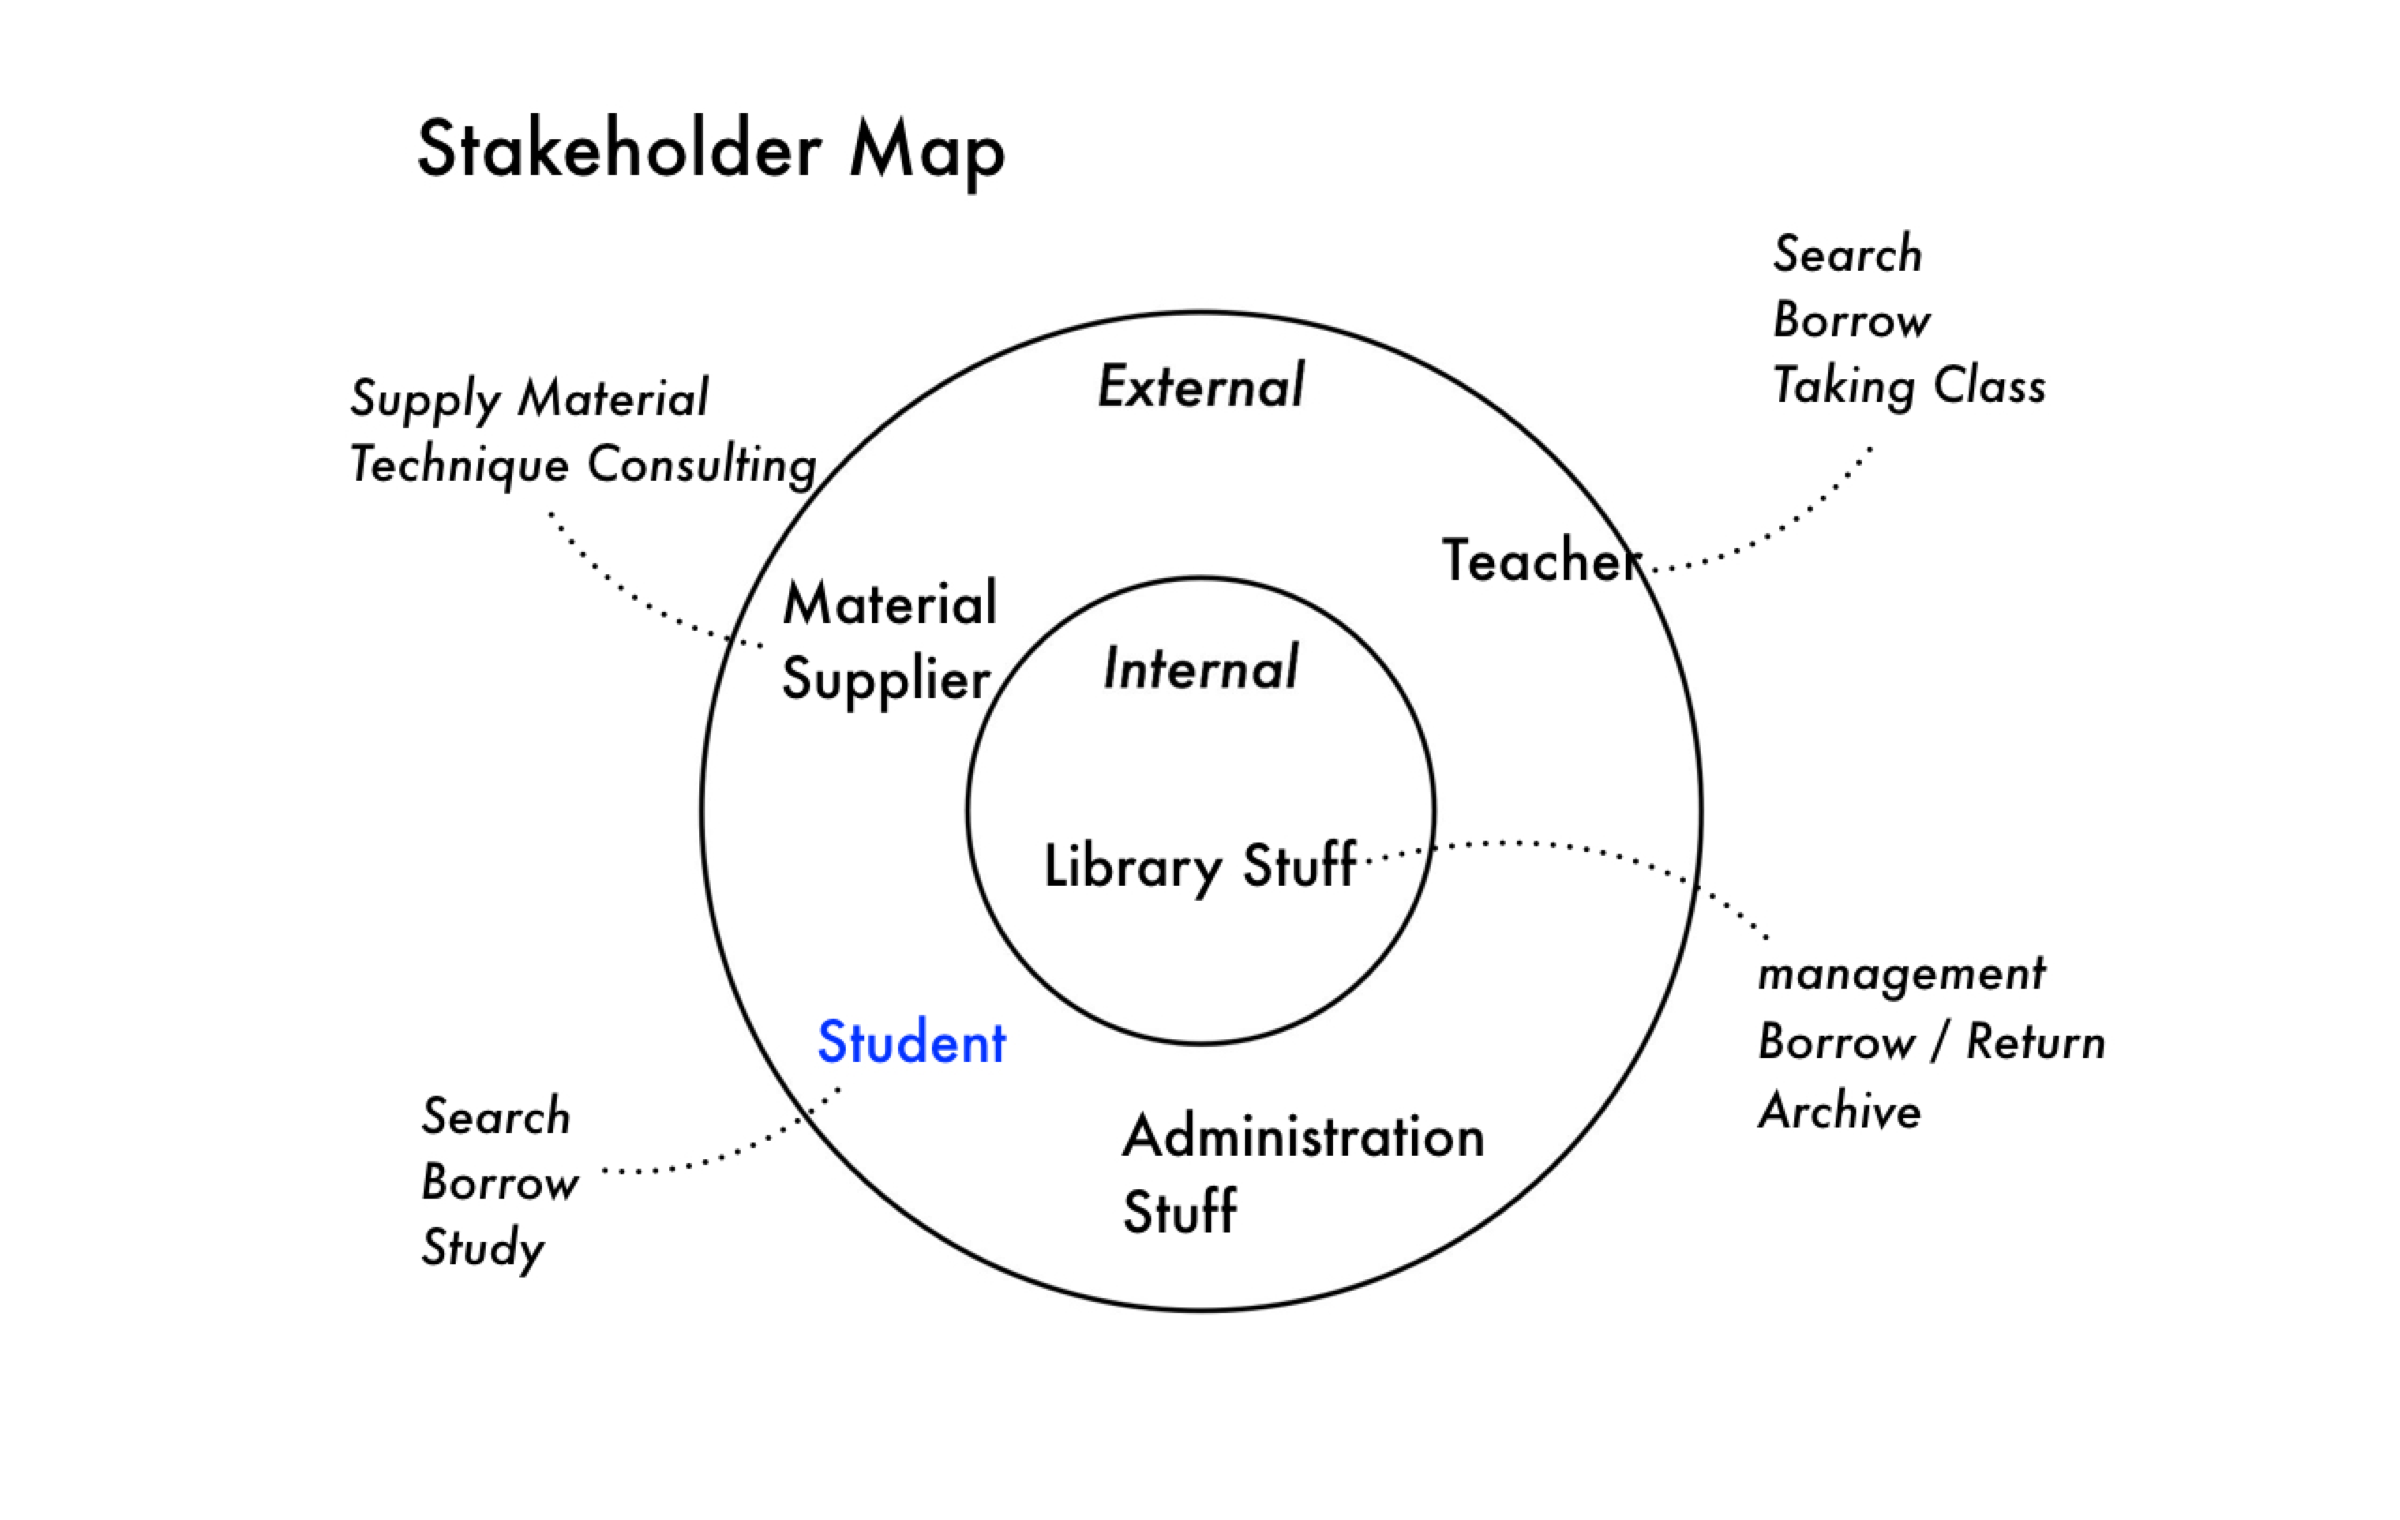 Stakeholder Map
Search
Borrow
Taking Class
External
Supply Material
Technique Consulting
Teacher
Material
Supplier
Internal
Library Stuff
management
Borrow / Return
Archive
Student
Search
Borrow
Study
Administration
Stuff